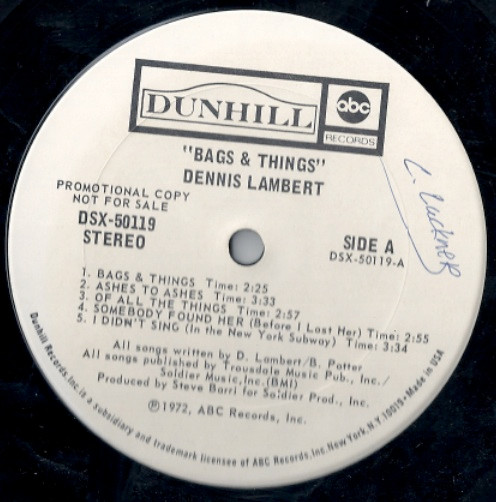 DUNHILL
abc
RECORDS
"BAGS & THINGS"
DENNIS LAMBERT
PROMOTIONAL COPY
NOT FOR SALE
DSX-50119
STEREO
SIDE A
DSX-50119-A
1. BAGS & THINGS Time: 2:25
2. ASHES TO ASHES Time: 3:33
3. OF ALL THE THINGS Time: 2:57
4. SOMEBODY FOUND HER (Before I Lost Her) Time: 2:55
5. I DIDN'T SING (In the New York Subway) Time: 3:34
All songs written by D. Lambert/B. Potter
All songs published by Trousdale Music Pub., Inc./
Soldier Music, Inc. (BMI)
Produced by Steve Barri for Soldier Prod., Inc.
℗1972, ABC Records, Inc.
Dunhill Records, Inc. is a subsidiary and trademark licensee of ABC Records, Inc. New York, N.Y. 10019 • Made in USA